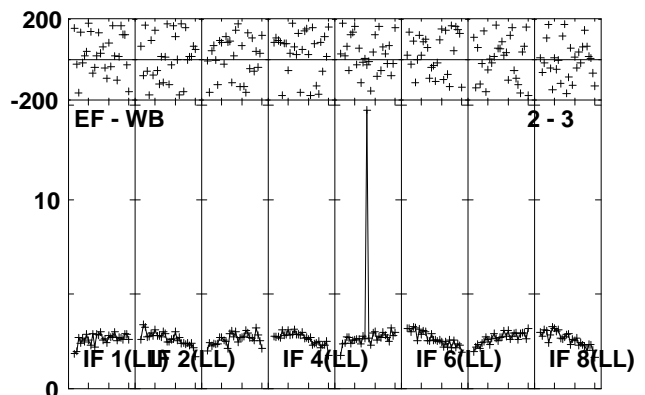 200
-200
EF - WB 2 - 3
10
IF 1(LL) IF 2(LL) IF 4(LL) IF 6(LL) IF 8(LL)
0